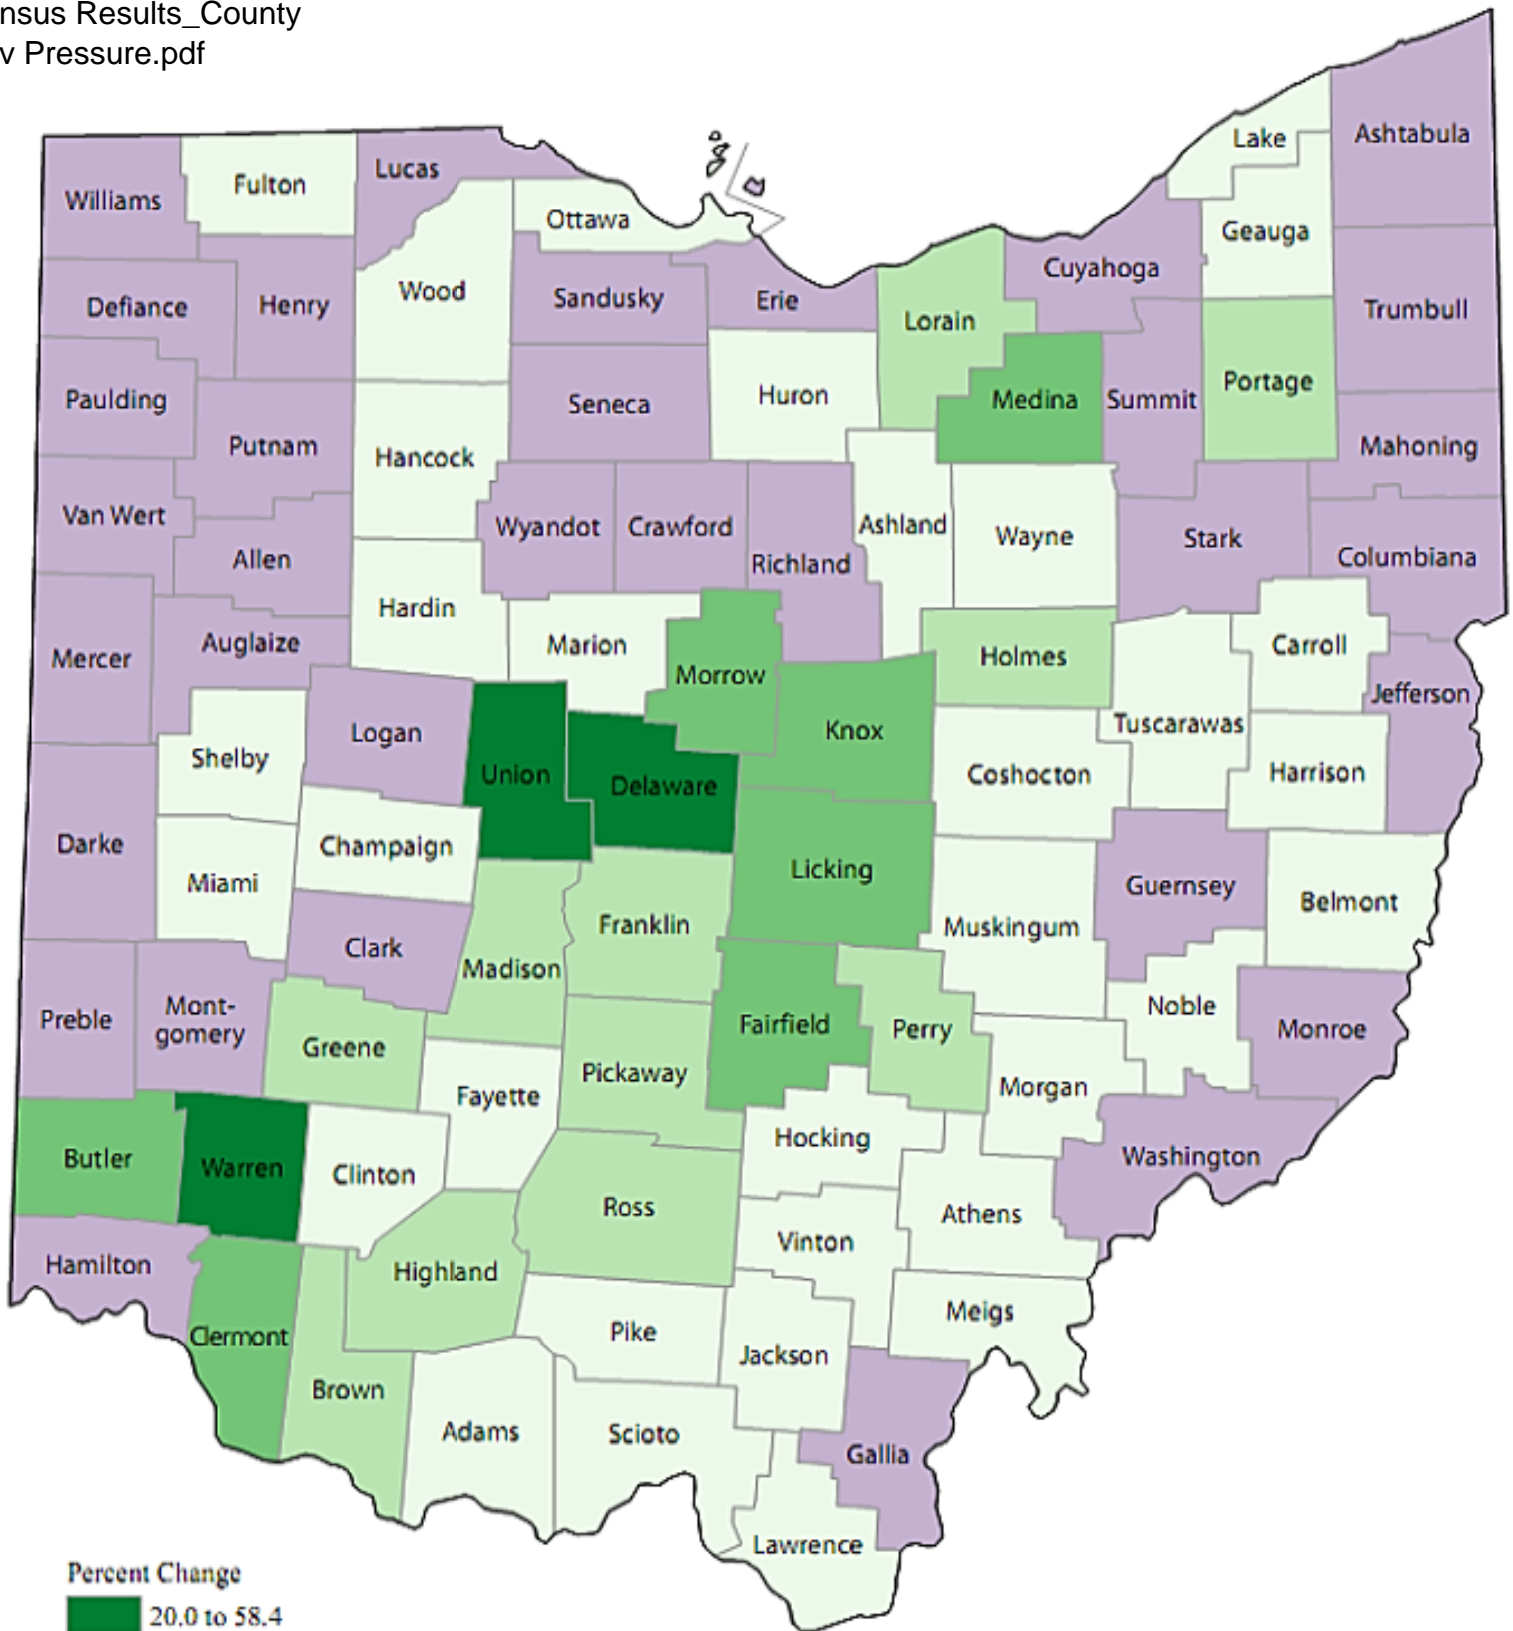 nsus Results_County
v Pressure.pdf
Lake
Ashtabula
Lucas
Fulton
Williams
Ottawa
Geauga
Cuyahoga
Wood
Sandusky
Erie
Defiance
Henry
Lorain
Trumbull
Portage
Paulding
Seneca
Huron
Medina
Summit
Putnam
Hancock
Mahoning
Van Wert
Wyandot
Crawford
Ashland
Wayne
Stark
Allen
Richland
Columbiana
Hardin
Auglaize
Marion
Carroll
Mercer
Holmes
Morrow
Jefferson
Logan
Knox
Tuscarawas
Shelby
Union
Delaware
Coshocton
Harrison
Darke
Champaign
Miami
Licking
Guernsey
Belmont
Franklin
Muskingum
Clark
Madison
Preble
Mont-
gomery
Fairfield
Perry
Noble
Monroe
Greene
Pickaway
Morgan
Fayette
Hocking
Butler
Warren
Clinton
Washington
Ross
Athens
Vinton
Hamilton
Highland
Meigs
Clermont
Pike
Jackson
Brown
Adams
Scioto
Gallia
Lawrence
Percent Change
20.0 to 58.4